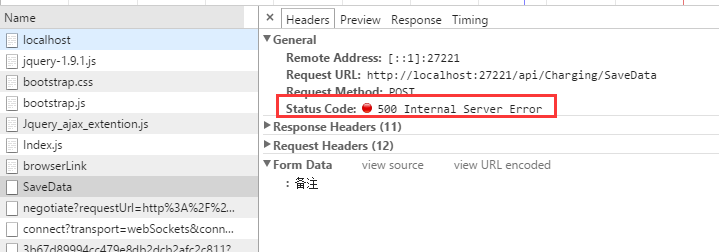 Name
localhost
jquery-1.9.1.js
bootstrap.css
bootstrap.js
Jquery_ajax_extention.js
Index.js
browserLink
SaveData
negotiate?requestUrl=http%3A%2F%2...
connect?transport=webSockets&conn...
3b67d89994cc479e8db2dcb2afc2c811?
× Headers Preview Response Timing
General
Remote Address: [::1]:27221
Request URL: http://localhost:27221/api/Charging/SaveData
Request Method: POST
Status Code: 500 Internal Server Error
Response Headers (11)
Request Headers (12)
Form Data view source view URL encoded
: 备注